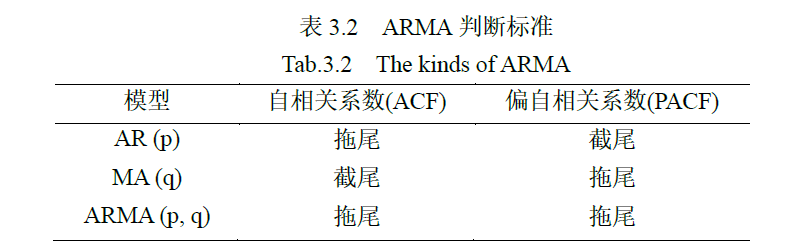 表 3.2 ARMA 判断标准
Tab.3.2 The kinds of ARMA
模型 自相关系数(ACF) 偏自相关系数(PACF)
AR (p) 拖尾 截尾
MA (q) 截尾 拖尾
ARMA (p, q) 拖尾 拖尾